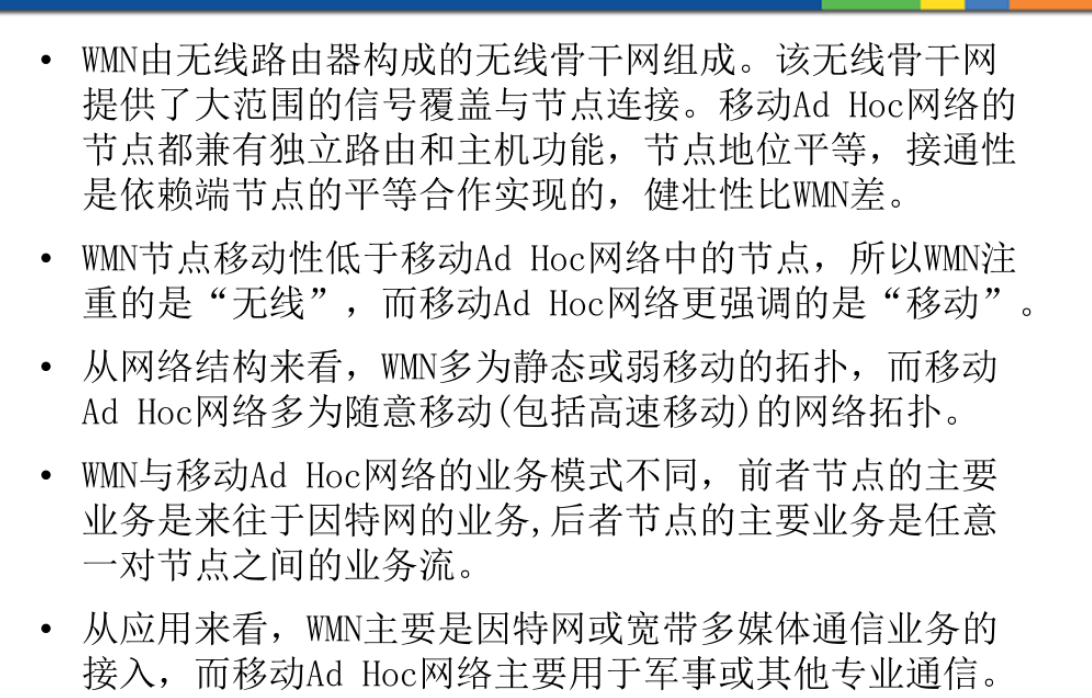 • WMN由无线路由器构成的无线骨干网组成。该无线骨干网
提供了大范围的信号覆盖与节点连接。移动Ad Hoc网络的
节点都兼有独立路由和主机功能，节点地位平等，接通性
是依赖端节点的平等合作实现的，健壮性比WMN差。
• WMN节点移动性低于移动Ad Hoc网络中的节点，所以WMN注
重的是“无线”，而移动Ad Hoc网络更强调的是“移动”。
• 从网络结构来看，WMN多为静态或弱移动的拓扑，而移动
Ad Hoc网络多为随意移动(包括高速移动)的网络拓扑。
• WMN与移动Ad Hoc网络的业务模式不同，前者节点的主要
业务是来往于因特网的业务,后者节点的主要业务是任意
一对节点之间的业务流。
• 从应用来看，WMN主要是因特网或宽带多媒体通信业务的
接入，而移动Ad Hoc网络主要用于军事或其他专业通信。